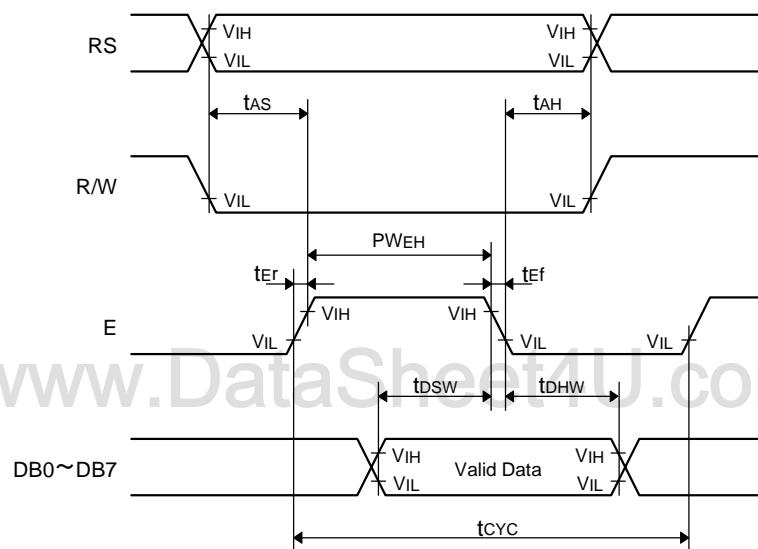 RS
VIH
VIL
VIH
VIL
tAS
tAH
R/W
VIL
VIL
PWEH
tEr
tEf
E
VIH
VIL
VIH
VIL
VIL
www.DataSheet4U.com
tDSW
tDHW
DB0～DB7
VIH
VIL
Valid Data
VIH
VIL
tCYC